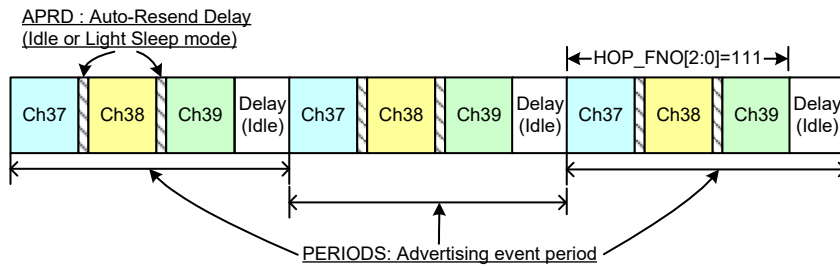 APRD : Auto-Resend Delay
(Idle or Light Sleep mode)
HOP_FNO[2:0]=111
Ch37
Ch38
Ch39
Delay
(Idle)
Ch37
Ch38
Ch39
Delay
(Idle)
Ch37
Ch38
Ch39
Delay
(Idle)
PERIODS: Advertising event period